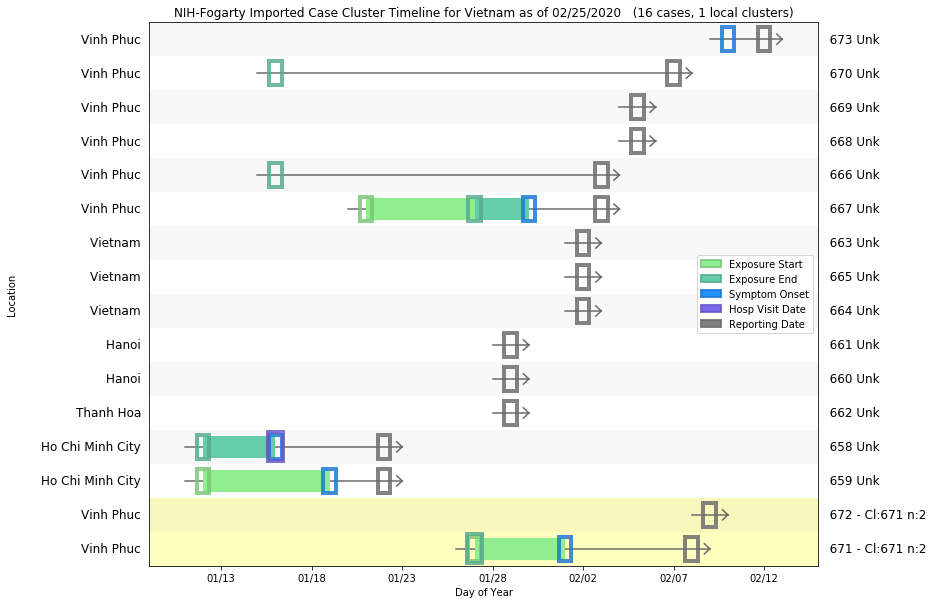 NIH-Fogarty Imported Case Cluster Timeline for Vietnam as of 02/25/2020   (16 cases, 1 local clusters)
Vinh Phuc 673 Unk
Vinh Phuc 670 Unk
Vinh Phuc 669 Unk
Vinh Phuc 668 Unk
Vinh Phuc 666 Unk
Vinh Phuc 667 Unk
Vietnam 663 Unk
Vietnam 665 Unk
Vietnam 664 Unk
Hanoi 661 Unk
Hanoi 660 Unk
Thanh Hoa 662 Unk
Ho Chi Minh City 658 Unk
Ho Chi Minh City 659 Unk
Vinh Phuc 672 - Cl:671 n:2
Vinh Phuc 671 - Cl:671 n:2
Exposure Start
Exposure End
Symptom Onset
Hosp Visit Date
Reporting Date
Location
01/13 01/18 01/23 01/28 02/02 02/07 02/12
Day of Year